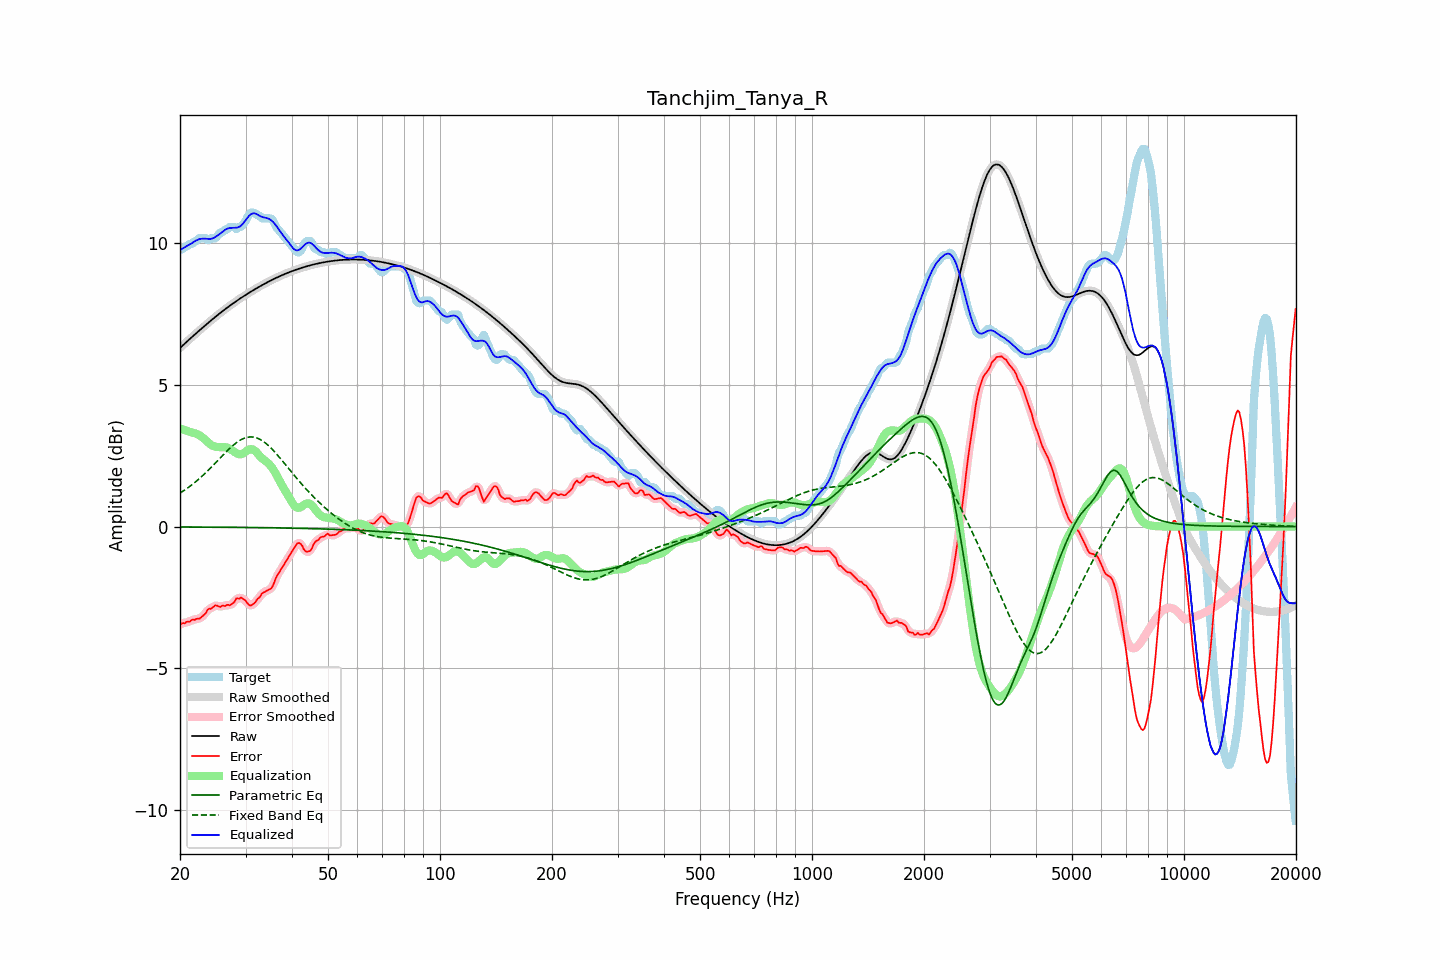 Tanchjim_Tanya_R
Amplitude (dBr)
10
5
0
−5
−10
Target
Raw Smoothed
Error Smoothed
Raw
Error
Equalization
Parametric Eq
Fixed Band Eq
Equalized
20 50 100 200 500 1000 2000 5000 10000 20000
Frequency (Hz)